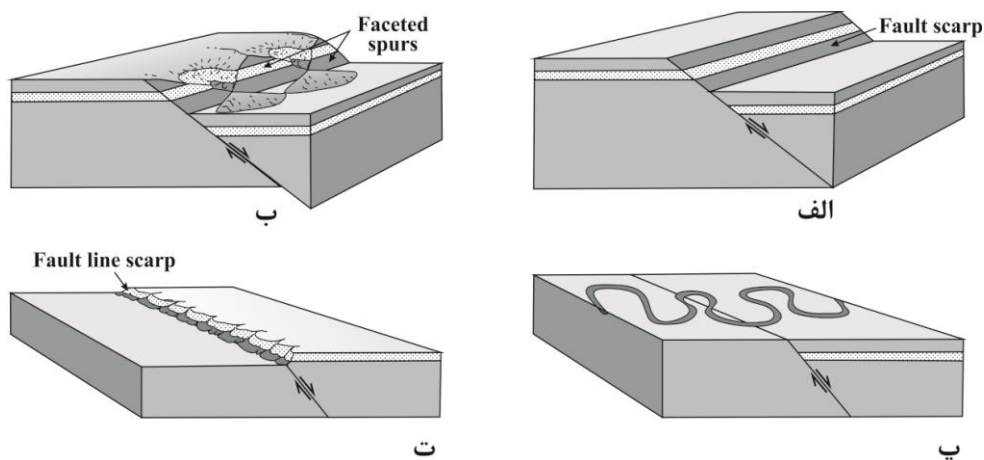 Fault scarp
الف
Faceted
spurs
ب
پ
Fault line scarp
ت